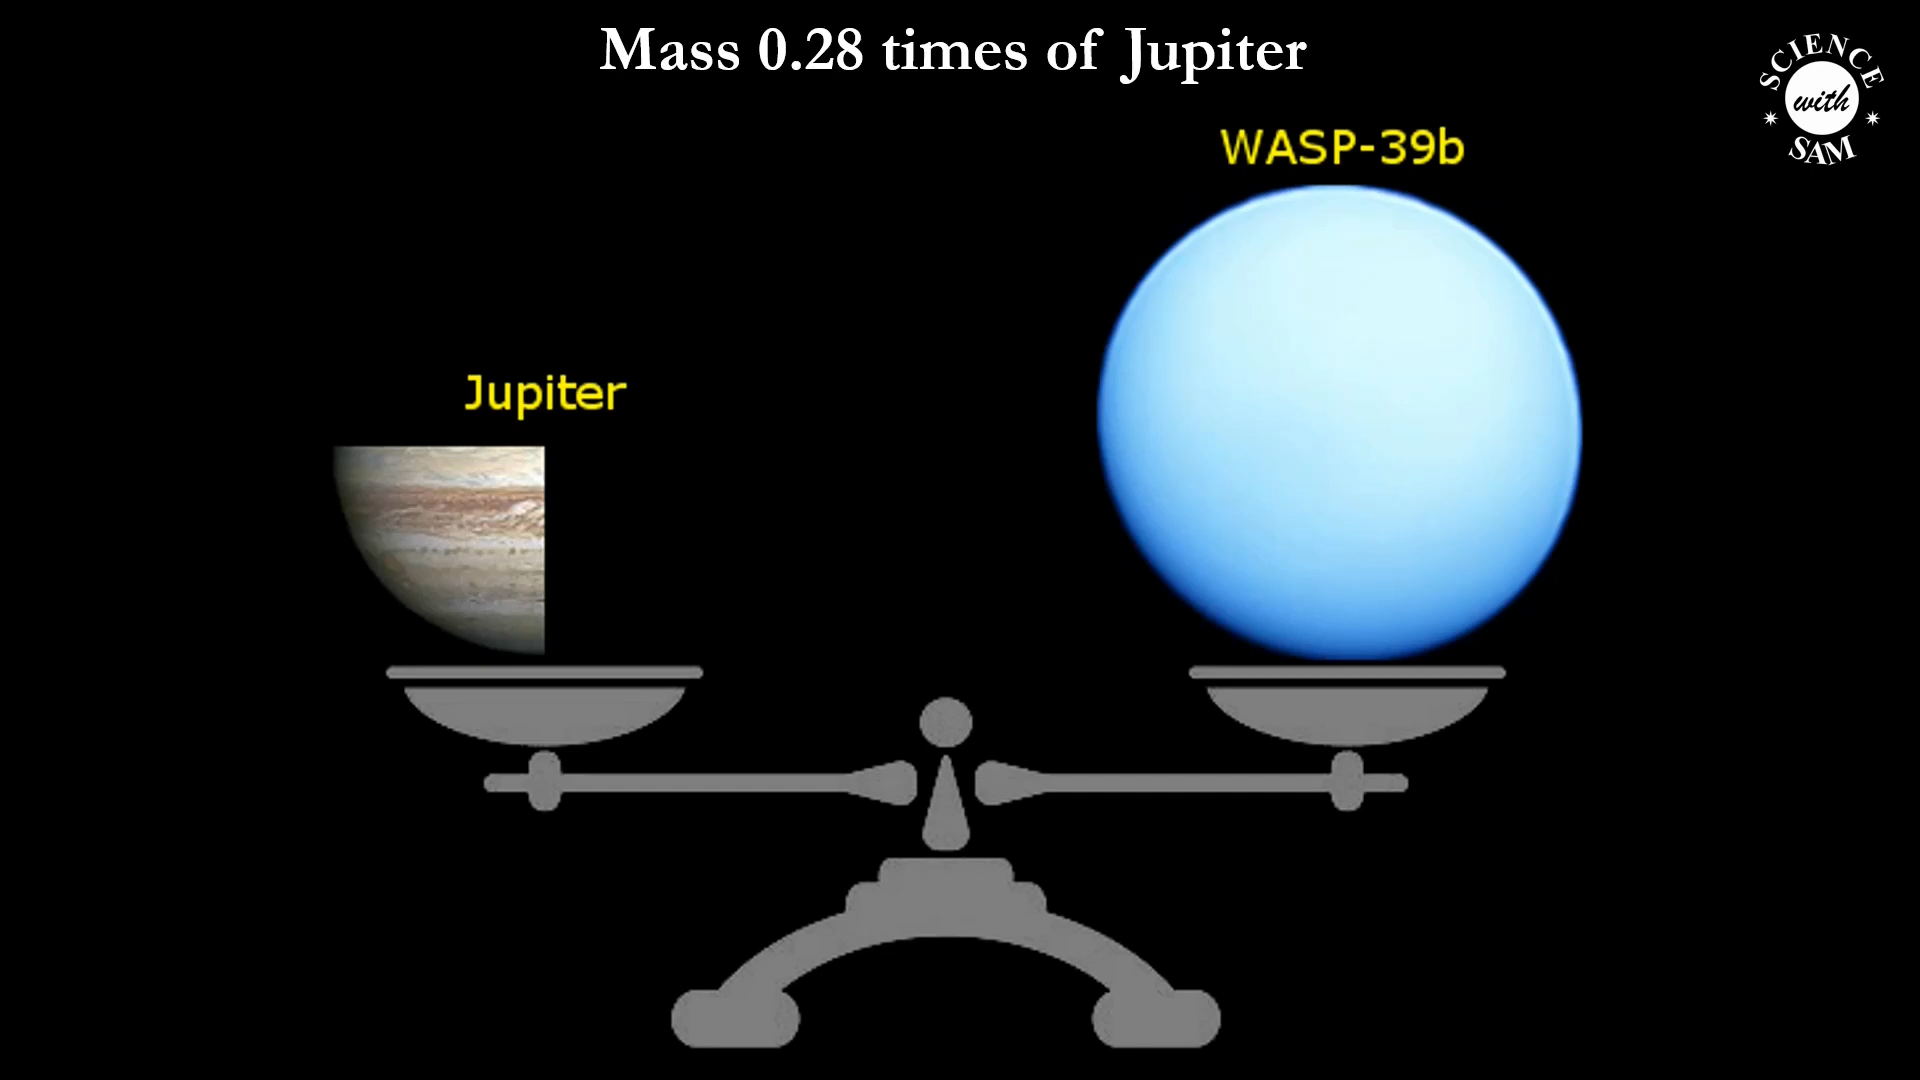 Mass 0.28 times of Jupiter
SCIENCE
with
SAM
WASP-39b
Jupiter